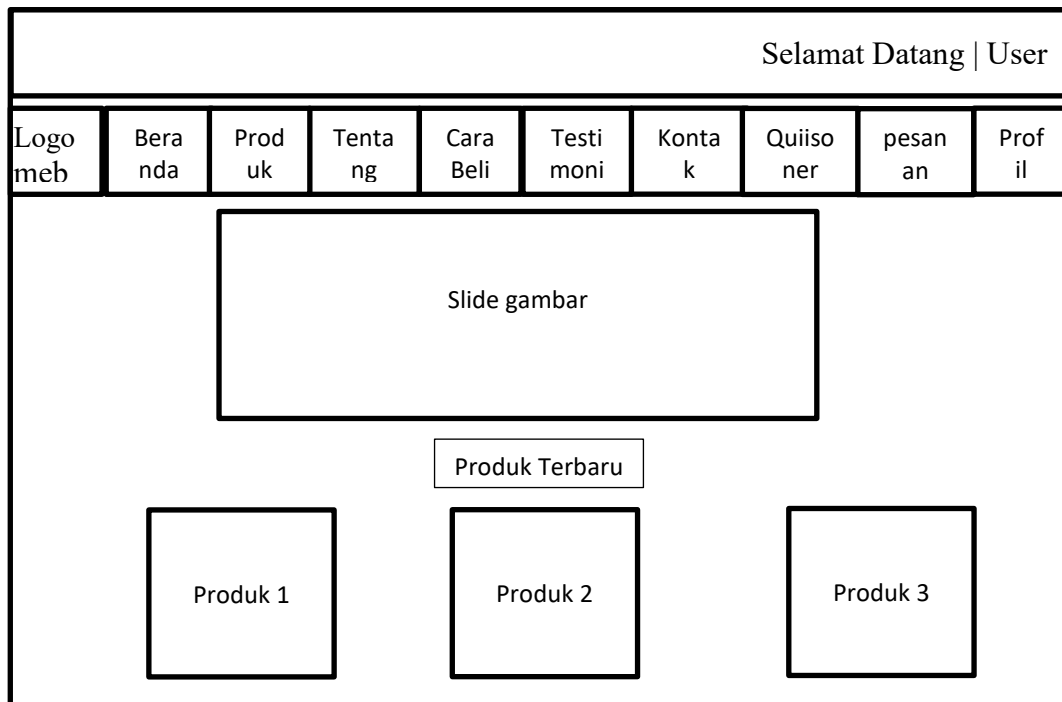 Selamat Datang | User
Logo
meb
Bera
nda
Prod
uk
Tenta
ng
Cara
Beli
Testi
moni
Konta
k
Quiiso
ner
pesan
an
Prof
il
Slide gambar
Produk Terbaru
Produk 1
Produk 2
Produk 3